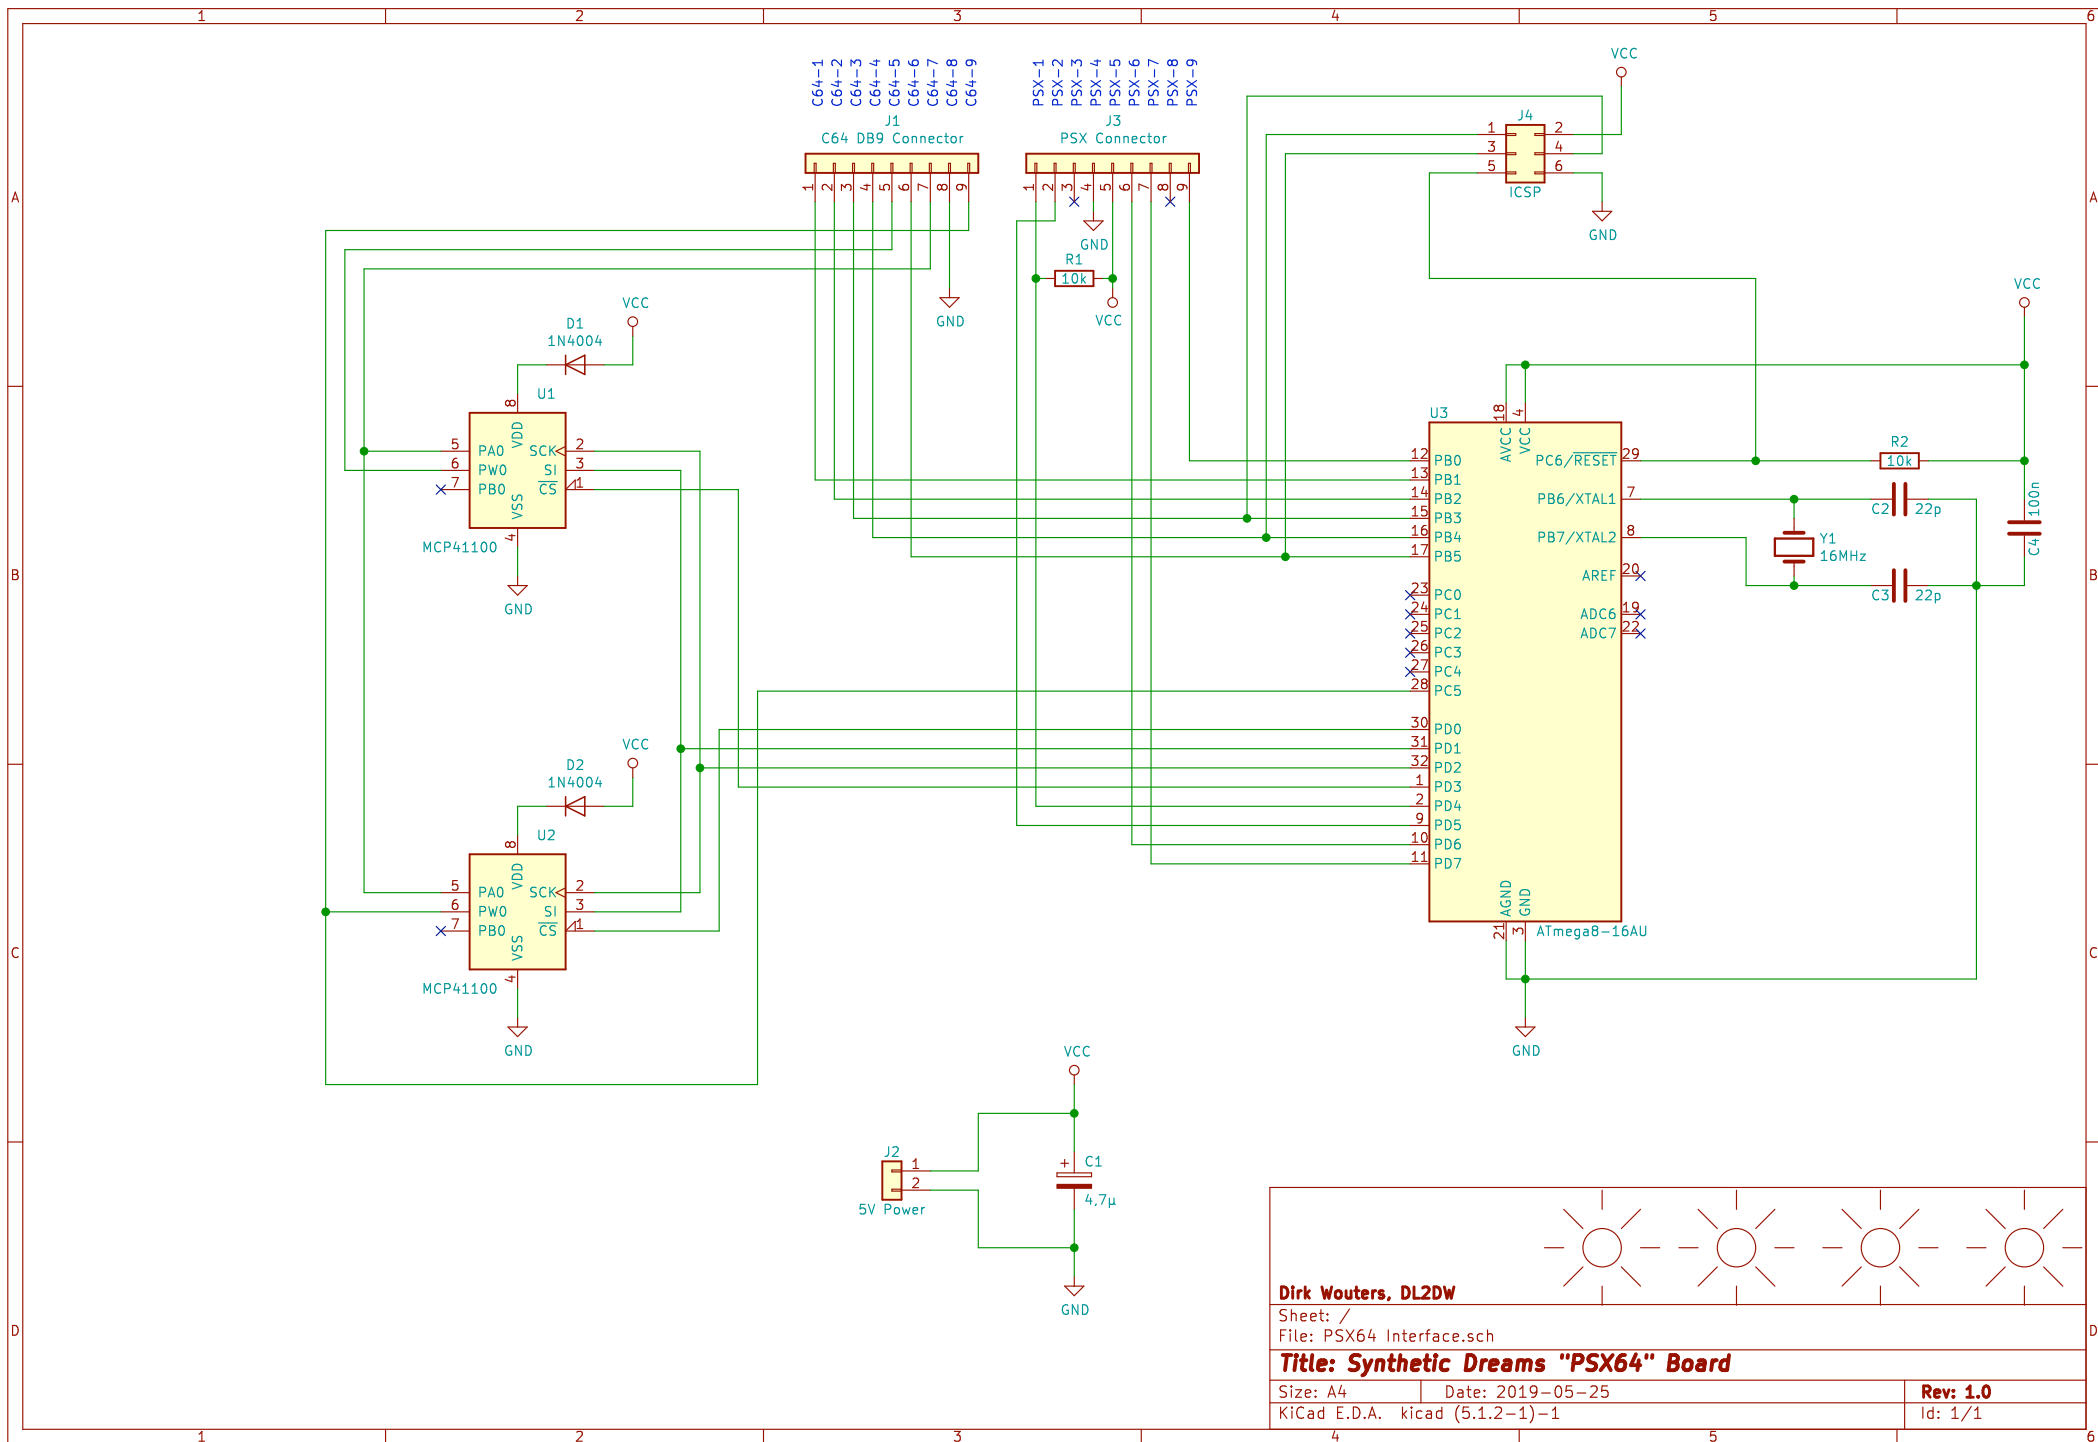 1 2 3 4 5 6
C64-1
C64-2
C64-3
C64-4
C64-5
C64-6
C64-7
C64-8
C64-9
PSX-1
PSX-2
PSX-3
PSX-4
PSX-5
PSX-6
PSX-7
PSX-8
PSX-9
J1
C64 DB9 Connector
1 2 3 4 5 6 7 8 9
J3
PSX Connector
1 2 3 4 5 6 7 8 9
GND
R1
10k
VCC
GND
VCC
J4
1 2
3 4
5 6
ICSP
GND
A
A
VCC
D1
1N4004
VCC
U1
8
VDD
5 PA0 SCK 2
6 PW0 SI 3
7 PB0 CS 1
VSS
4
MCP41100
GND
U3
18 4
AVCC VCC
12 PB0 PC6/RESET 29
13 PB1
14 PB2 PB6/XTAL1 7
15 PB3
16 PB4 PB7/XTAL2 8
17 PB5
AREF 20
23 PC0
24 PC1 ADC6 19
25 PC2 ADC7 22
26 PC3
27 PC4
28 PC5
30 PD0
31 PD1
32 PD2
1 PD3
2 PD4
9 PD5
10 PD6
11 PD7
AGND GND
21 3
ATmega8-16AU
GND
R2
10k
C2 22p
Y1
16MHz
C3 22p
100n
C4
B
B
VCC
D2
1N4004
U2
8
VDD
5 PA0 SCK 2
6 PW0 SI 3
7 PB0 CS 1
VSS
4
MCP41100
GND
C
C
VCC
J2
1
2
5V Power
+ C1
4,7µ
GND
D
D
Dirk Wouters, DL2DW
Sheet: /
File: PSX64 Interface.sch
Title: Synthetic Dreams "PSX64" Board
Size: A4 Date: 2019-05-25 Rev: 1.0
KiCad E.D.A. kicad (5.1.2-1)-1 Id: 1/1
1 2 3 4 5 6